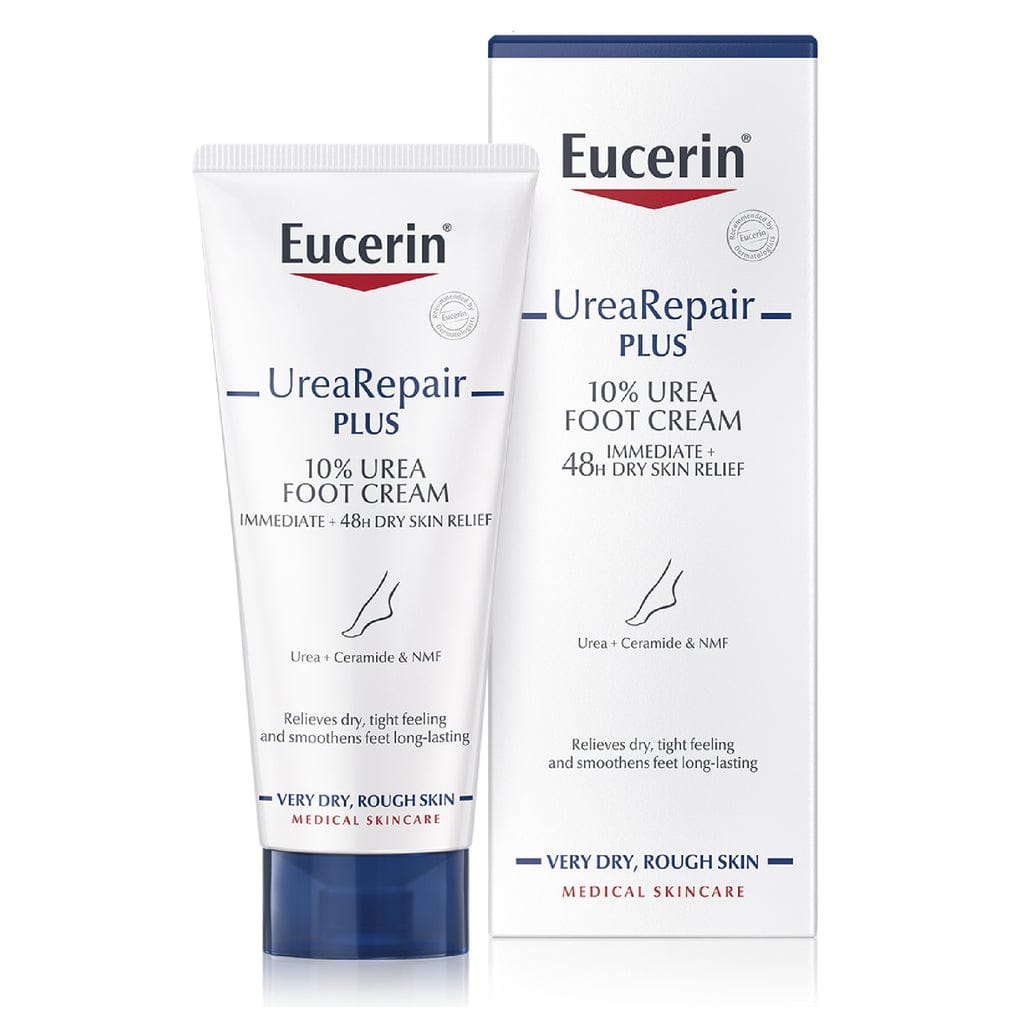 Eucerin®
Recommended by
Eucerin
Dermatologists
UreaRepair
PLUS
10% UREA
FOOT CREAM
IMMEDIATE + 48H DRY SKIN RELIEF
Urea + Ceramide & NMF
Relieves dry, tight feeling
and smoothens feet long-lasting
VERY DRY, ROUGH SKIN
MEDICAL SKINCARE
Eucerin®
Recommended by
Eucerin
Dermatologists
UreaRepair
PLUS
10% UREA
FOOT CREAM
IMMEDIATE +
48H DRY SKIN RELIEF
Urea + Ceramide & NMF
Relieves dry, tight feeling
and smoothens feet long-lasting
VERY DRY, ROUGH SKIN
MEDICAL SKINCARE